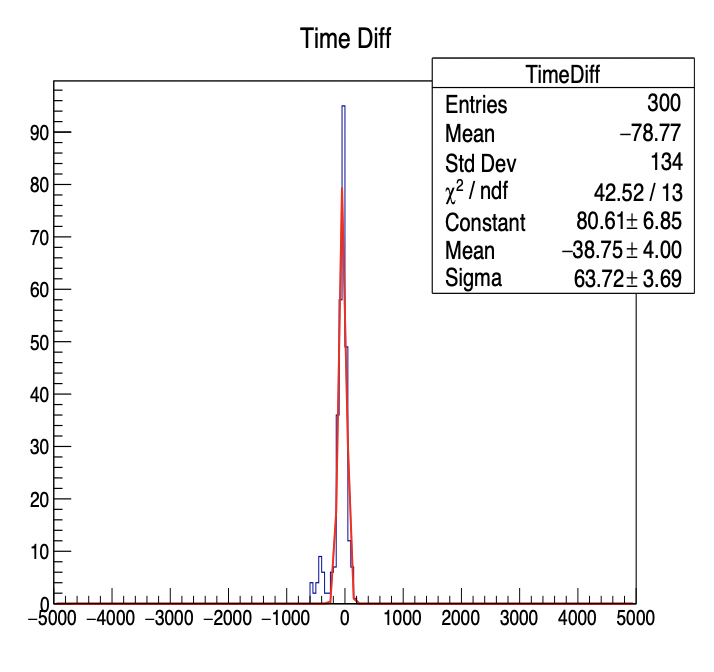 Time Diff
TimeDiff
Entries 300
Mean −78.77
Std Dev 134
χ² / ndf 42.52 / 13
Constant 80.61 ± 6.85
Mean −38.75 ± 4.00
Sigma 63.72 ± 3.69
90
80
70
60
50
40
30
20
10
0
−5000 −4000 −3000 −2000 −1000 0 1000 2000 3000 4000 5000